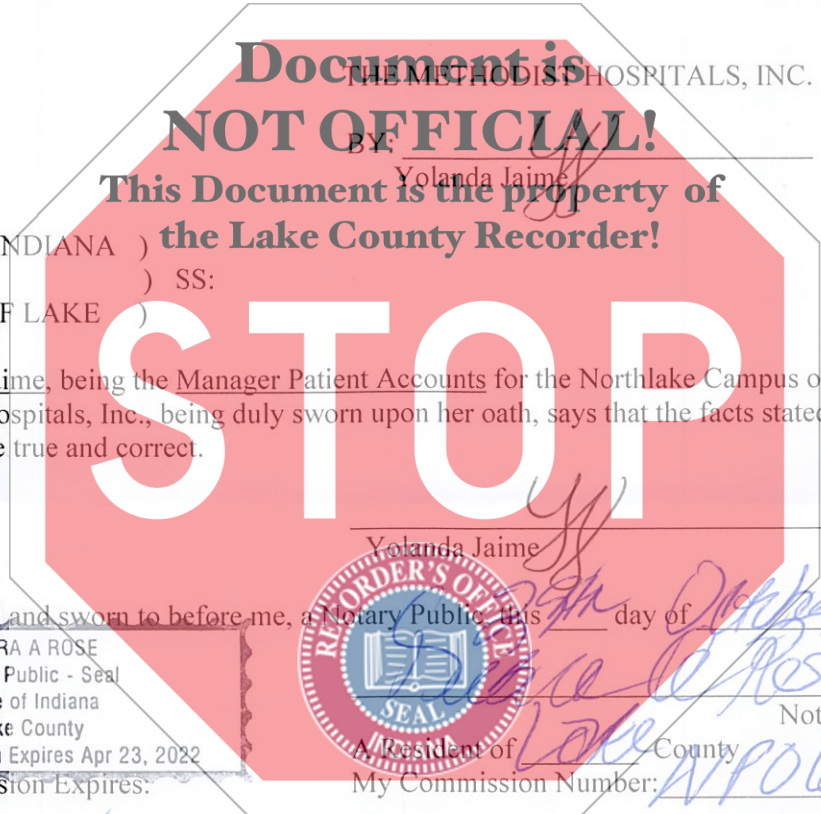 Document is
THE METHODIST HOSPITALS, INC.
NOT OFFICIAL!
BY:
Yolanda Jaime
This Document is the property of
the Lake County Recorder!
NDIANA )
) SS:
F LAKE )
STOP
ime, being the Manager Patient Accounts for the Northlake Campus o
ospitals, Inc., being duly sworn upon her oath, says that the facts stated
e true and correct.
Yolanda Jaime
RECORDER'S OFFICE
SEAL
INDIANA
and sworn to before me, a Notary Public, this day of
RA A ROSE
Public - Seal
e of Indiana
ke County
Expires Apr 23, 2022
Not
A Resident of Lake County
sion Expires:
My Commission Number: